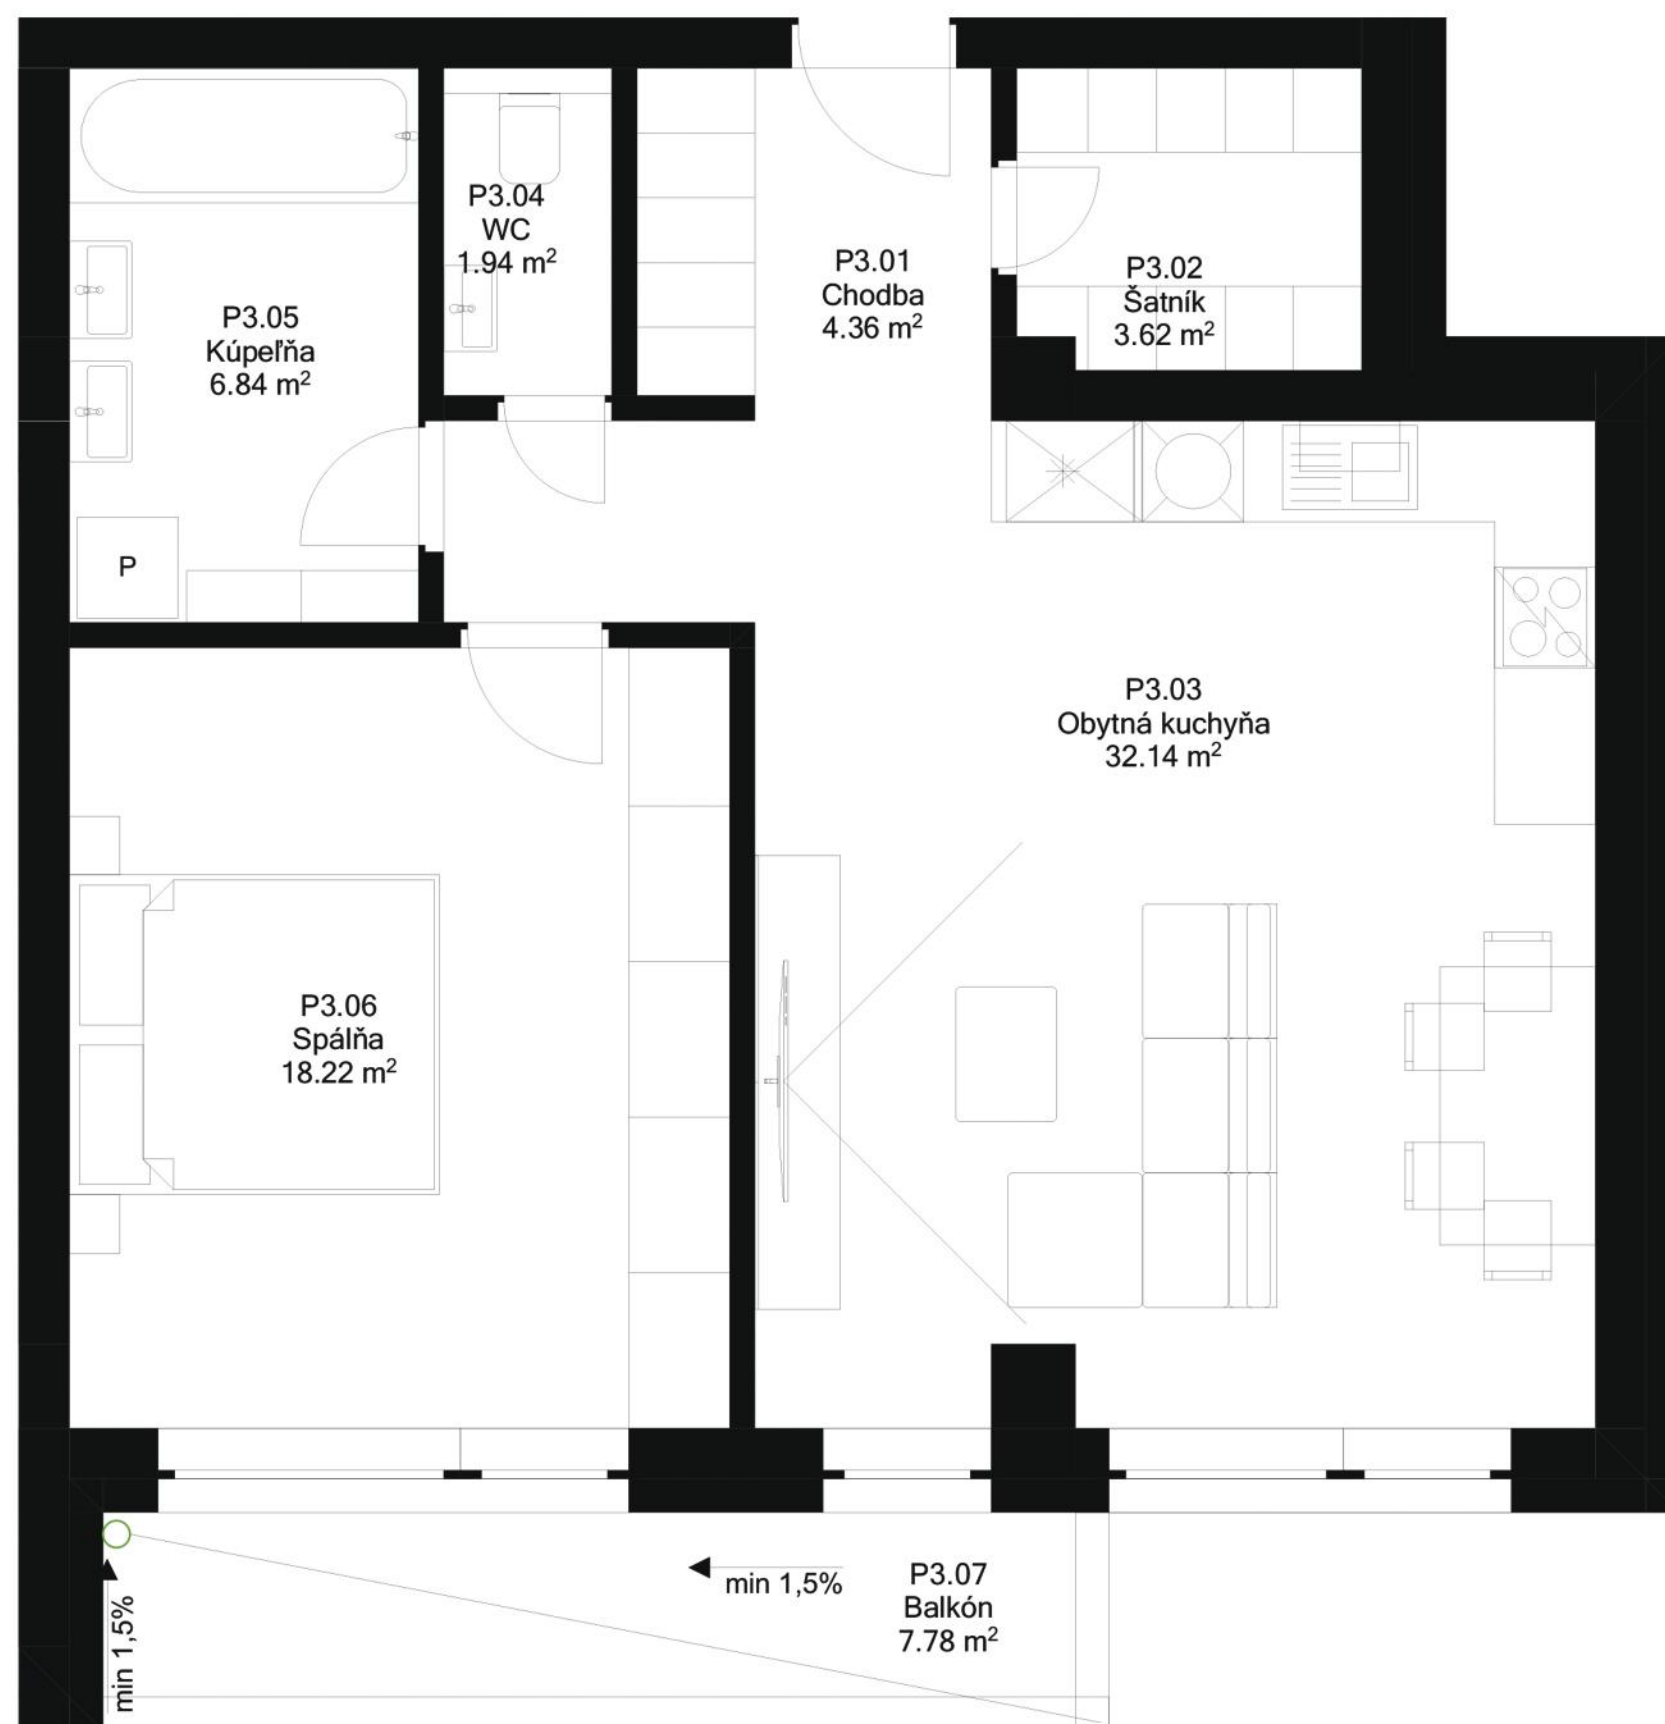 P3.04
WC
1.94 m²
P3.01
Chodba
4.36 m²
P3.02
Šatník
3.62 m²
P3.05
Kúpeľňa
6.84 m²
P
P3.03
Obytná kuchyňa
32.14 m²
P3.06
Spálňa
18.22 m²
min 1,5%
P3.07
Balkón
7.78 m²
min 1,5%